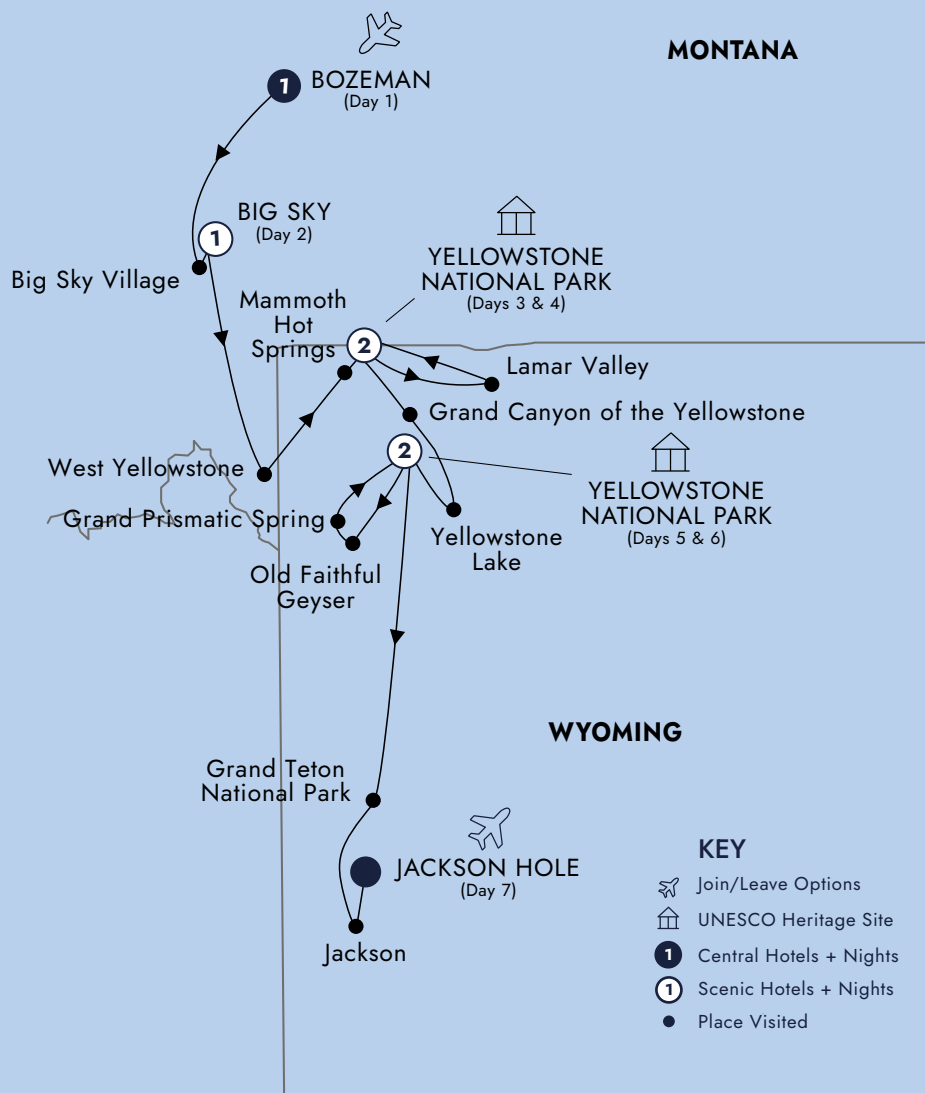 MONTANA
1
BOZEMAN
(Day 1)
BIG SKY
(Day 2)
1
Big Sky Village
YELLOWSTONE
NATIONAL PARK
(Days 3 & 4)
Mammoth
Hot
Springs
2
Lamar Valley
Grand Canyon of the Yellowstone
2
West Yellowstone
YELLOWSTONE
NATIONAL PARK
(Days 5 & 6)
Grand Prismatic Spring
Yellowstone
Lake
Old Faithful
Geyser
WYOMING
Grand Teton
National Park
JACKSON HOLE
(Day 7)
Jackson
KEY
Join/Leave Options
UNESCO Heritage Site
1 Central Hotels + Nights
1 Scenic Hotels + Nights
Place Visited